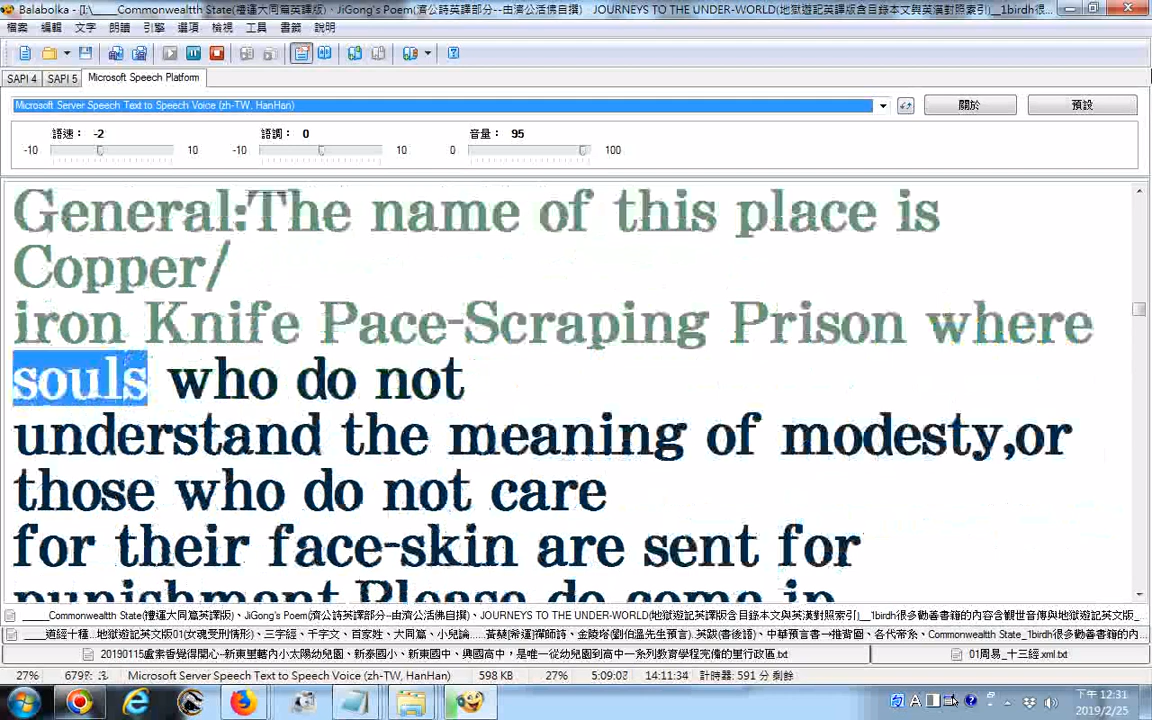 Balabolka - [I:\____Commonwealtth State(禮運大同篇英譯版)、JiGong's Poem(濟公詩英譯部分--由濟公活佛自撰) 、JOURNEYS TO THE UNDER-WORLD(地獄遊記英譯版含目錄本文與英漢對照索引)__1birdh很...
檔案 編輯 文字 朗讀 引擎 選項 檢視 工具 書籤 說明
SAPI 4 SAPI 5 Microsoft Speech Platform
Microsoft Server Speech Text to Speech Voice (zh-TW, HanHan) 關於 預設
語速： -2 語調： 0 音量： 95
-10 10 -10 10 0 100
General:The name of this place is
Copper/
iron Knife Pace-Scraping Prison where
souls who do not
understand the meaning of modesty,or
those who do not care
for their face-skin are sent for
punishment.Please do come in
____Commonwealtth State(禮運大同篇英譯版)、JiGong's Poem(濟公詩英譯部分--由濟公活佛自撰) 、JOURNEYS TO THE UNDER-WORLD(地獄遊記英譯版含目錄本文與英漢對照索引)__1birdh很多勸善書籍的內容含觀世音傳與地獄遊記英文版_
____道經十種...地獄遊記英文版01(女魂受刑情形)、三字經、千字文、百家姓、大同篇、小兒論.....黃蘗[希運]禪師詩、金陵塔(劉伯溫先生預言).英跋(書後語)、中華預言書—推背圖、各代帝系、Commonwealtth State_1birdh很多勸善書籍的內...
20190115盧素香覺得開心--新東里轄內小太陽幼兒園、新泰國小、新東國中、興國高中，是唯一從幼兒園到高中一系列教育學程完備的里行政區.txt 01周易_十三經.xml.txt
27% Microsoft Server Speech Text to Speech Voice (zh-TW, HanHan) 598 KB 27% 14:11:34 計時器： 591 分 剩餘
下午 12:31
2019/2/25